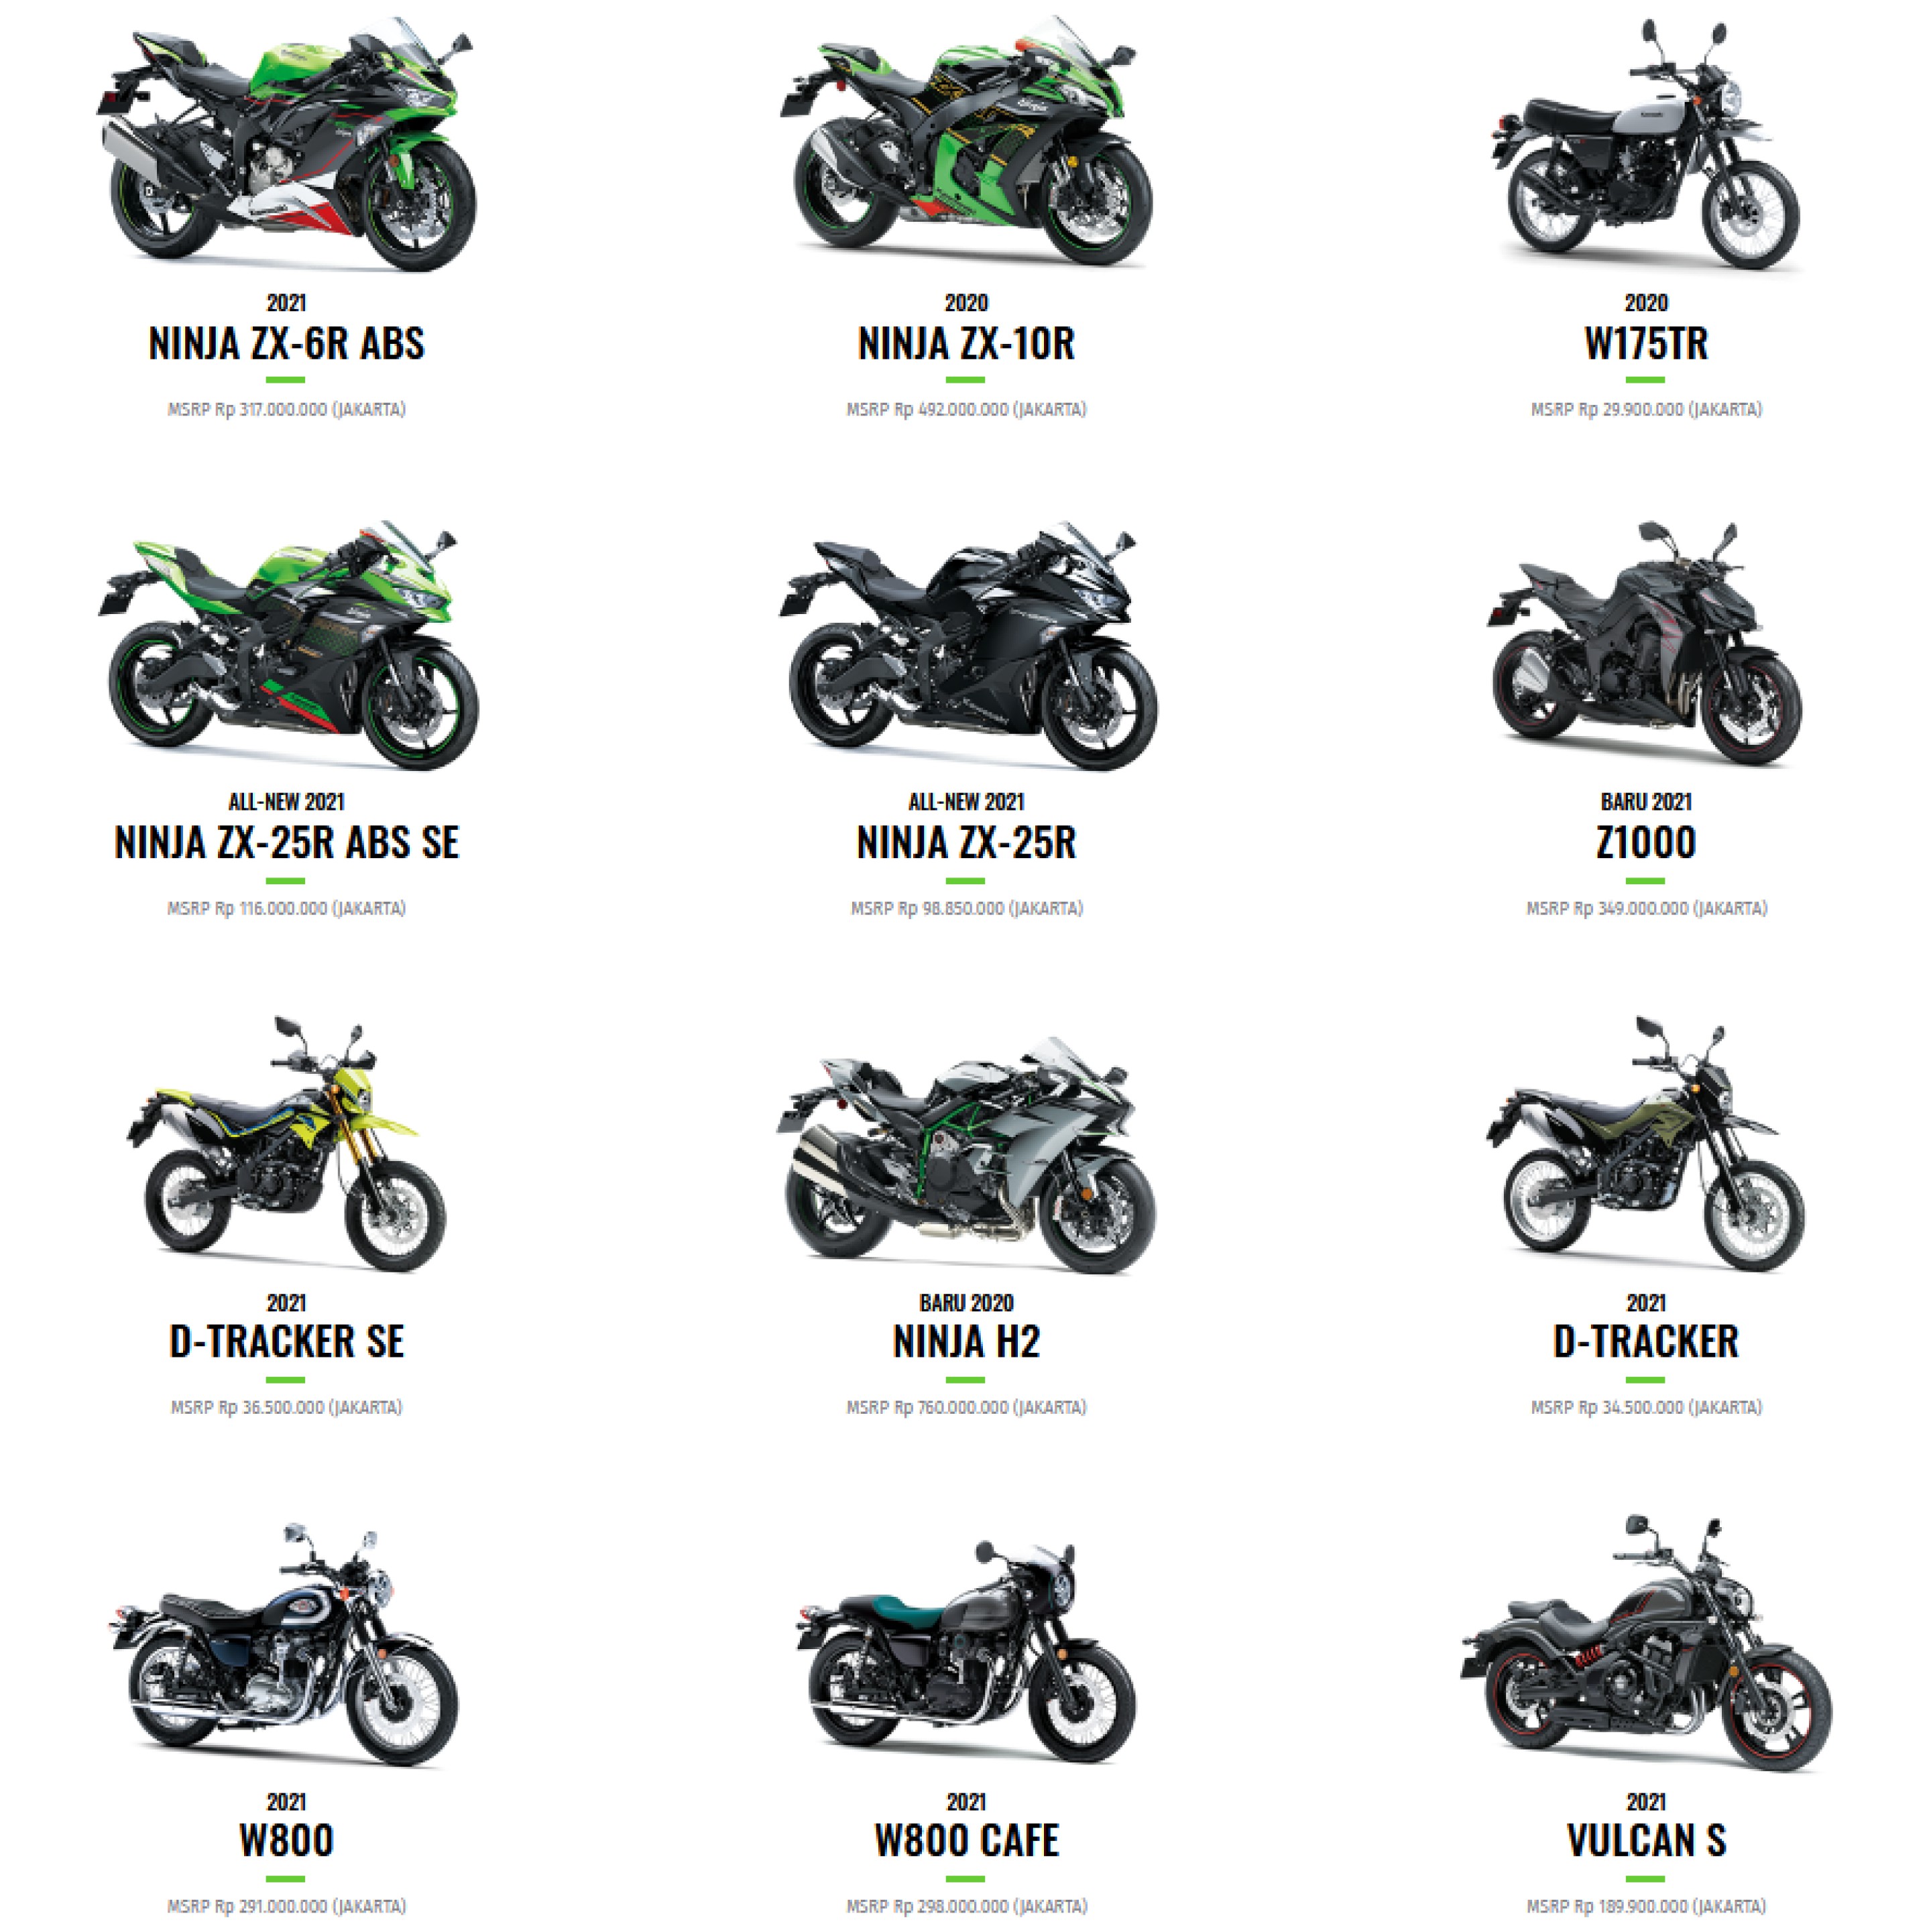 2021
NINJA ZX-6R ABS
MSRP Rp 317.000.000 (JAKARTA)
2020
NINJA ZX-10R
MSRP Rp 492.000.000 (JAKARTA)
2020
W175TR
MSRP Rp 29.900.000 (JAKARTA)
ALL-NEW 2021
NINJA ZX-25R ABS SE
MSRP Rp 116.000.000 (JAKARTA)
ALL-NEW 2021
NINJA ZX-25R
MSRP Rp 98.850.000 (JAKARTA)
BARU 2021
Z1000
MSRP Rp 349.000.000 (JAKARTA)
2021
D-TRACKER SE
MSRP Rp 36.500.000 (JAKARTA)
BARU 2020
NINJA H2
MSRP Rp 760.000.000 (JAKARTA)
2021
D-TRACKER
MSRP Rp 34.500.000 (JAKARTA)
2021
W800
MSRP Rp 291.000.000 (JAKARTA)
2021
W800 CAFE
MSRP Rp 298.000.000 (JAKARTA)
2021
VULCAN S
MSRP Rp 189.900.000 (JAKARTA)